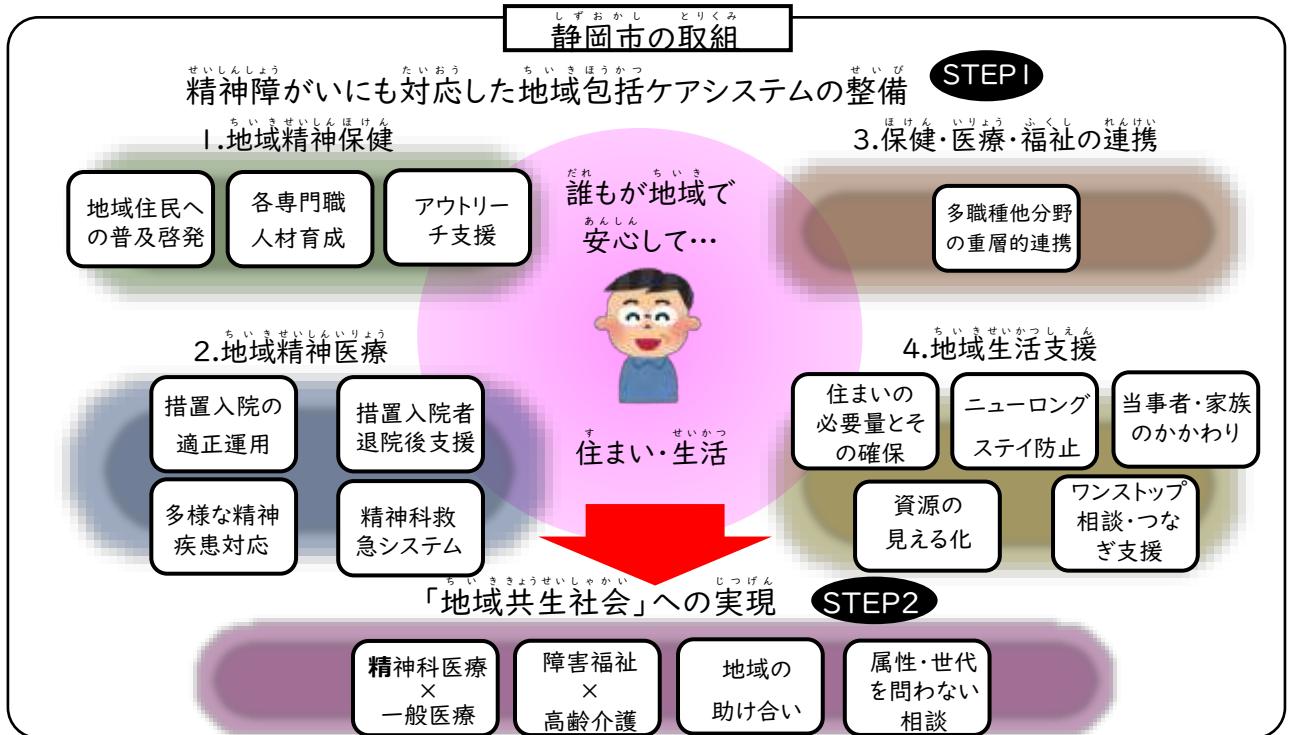 静岡市の取組
しずおかし とりくみ
精神障がいにも対応した地域包括ケアシステムの整備
せいしんしょう たいおう ちいきほうかつ せいび
STEP1
1.地域精神保健
ちいきせいしんほけん
地域住民へ
の普及啓発
各専門職
人材育成
アウトリー
チ支援
2.地域精神医療
ちいきせいしんいりょう
措置入院の
適正運用
措置入院者
退院後支援
多様な精神
疾患対応
精神科救
急システム
誰もが地域で
だれ ちいき
安心して…
あんしん
住まい・生活
す せいかつ
3.保健・医療・福祉の連携
ほけん いりょう ふくし れんけい
多職種他分野
の重層的連携
4.地域生活支援
ちいきせいかつしえん
住まいの
必要量とそ
の確保
ニューロング
ステイ防止
当事者・家族
のかかわり
資源の
見える化
ワンストップ
相談・つな
ぎ支援
「地域共生社会」への実現
ちいききょうせいしゃかい じつげん
STEP2
精神科医療
×
一般医療
障害福祉
×
高齢介護
地域の
助け合い
属性・世代
を問わない
相談